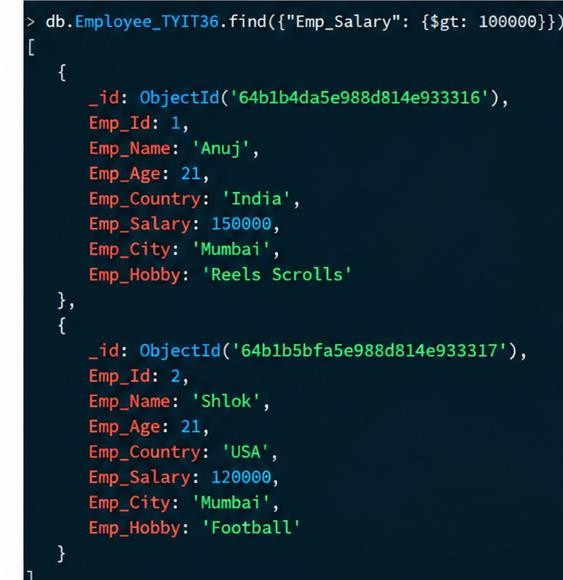 > db.Employee_TYIT36.find({"Emp_Salary": {$gt: 100000}})
[
  {
    _id: ObjectId('64b1b4da5e988d814e933316'),
    Emp_Id: 1,
    Emp_Name: 'Anuj',
    Emp_Age: 21,
    Emp_Country: 'India',
    Emp_Salary: 150000,
    Emp_City: 'Mumbai',
    Emp_Hobby: 'Reels Scrolls'
  },
  {
    _id: ObjectId('64b1b5bfa5e988d814e933317'),
    Emp_Id: 2,
    Emp_Name: 'Shlok',
    Emp_Age: 21,
    Emp_Country: 'USA',
    Emp_Salary: 120000,
    Emp_City: 'Mumbai',
    Emp_Hobby: 'Football'
  }
]